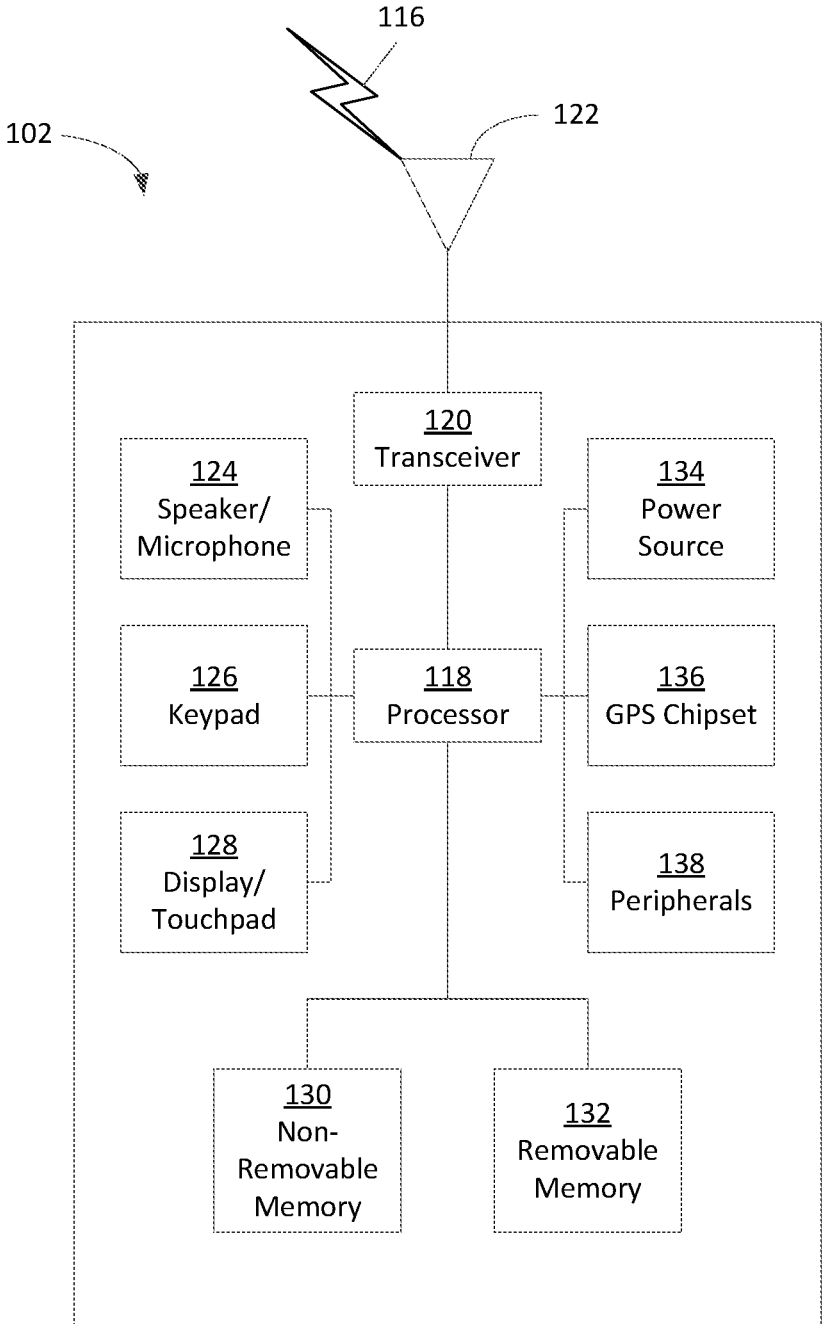 116
122
102
120
Transceiver
124
Speaker/
Microphone
134
Power
Source
126
Keypad
118
Processor
136
GPS Chipset
128
Display/
Touchpad
138
Peripherals
130
Non-
Removable
Memory
132
Removable
Memory